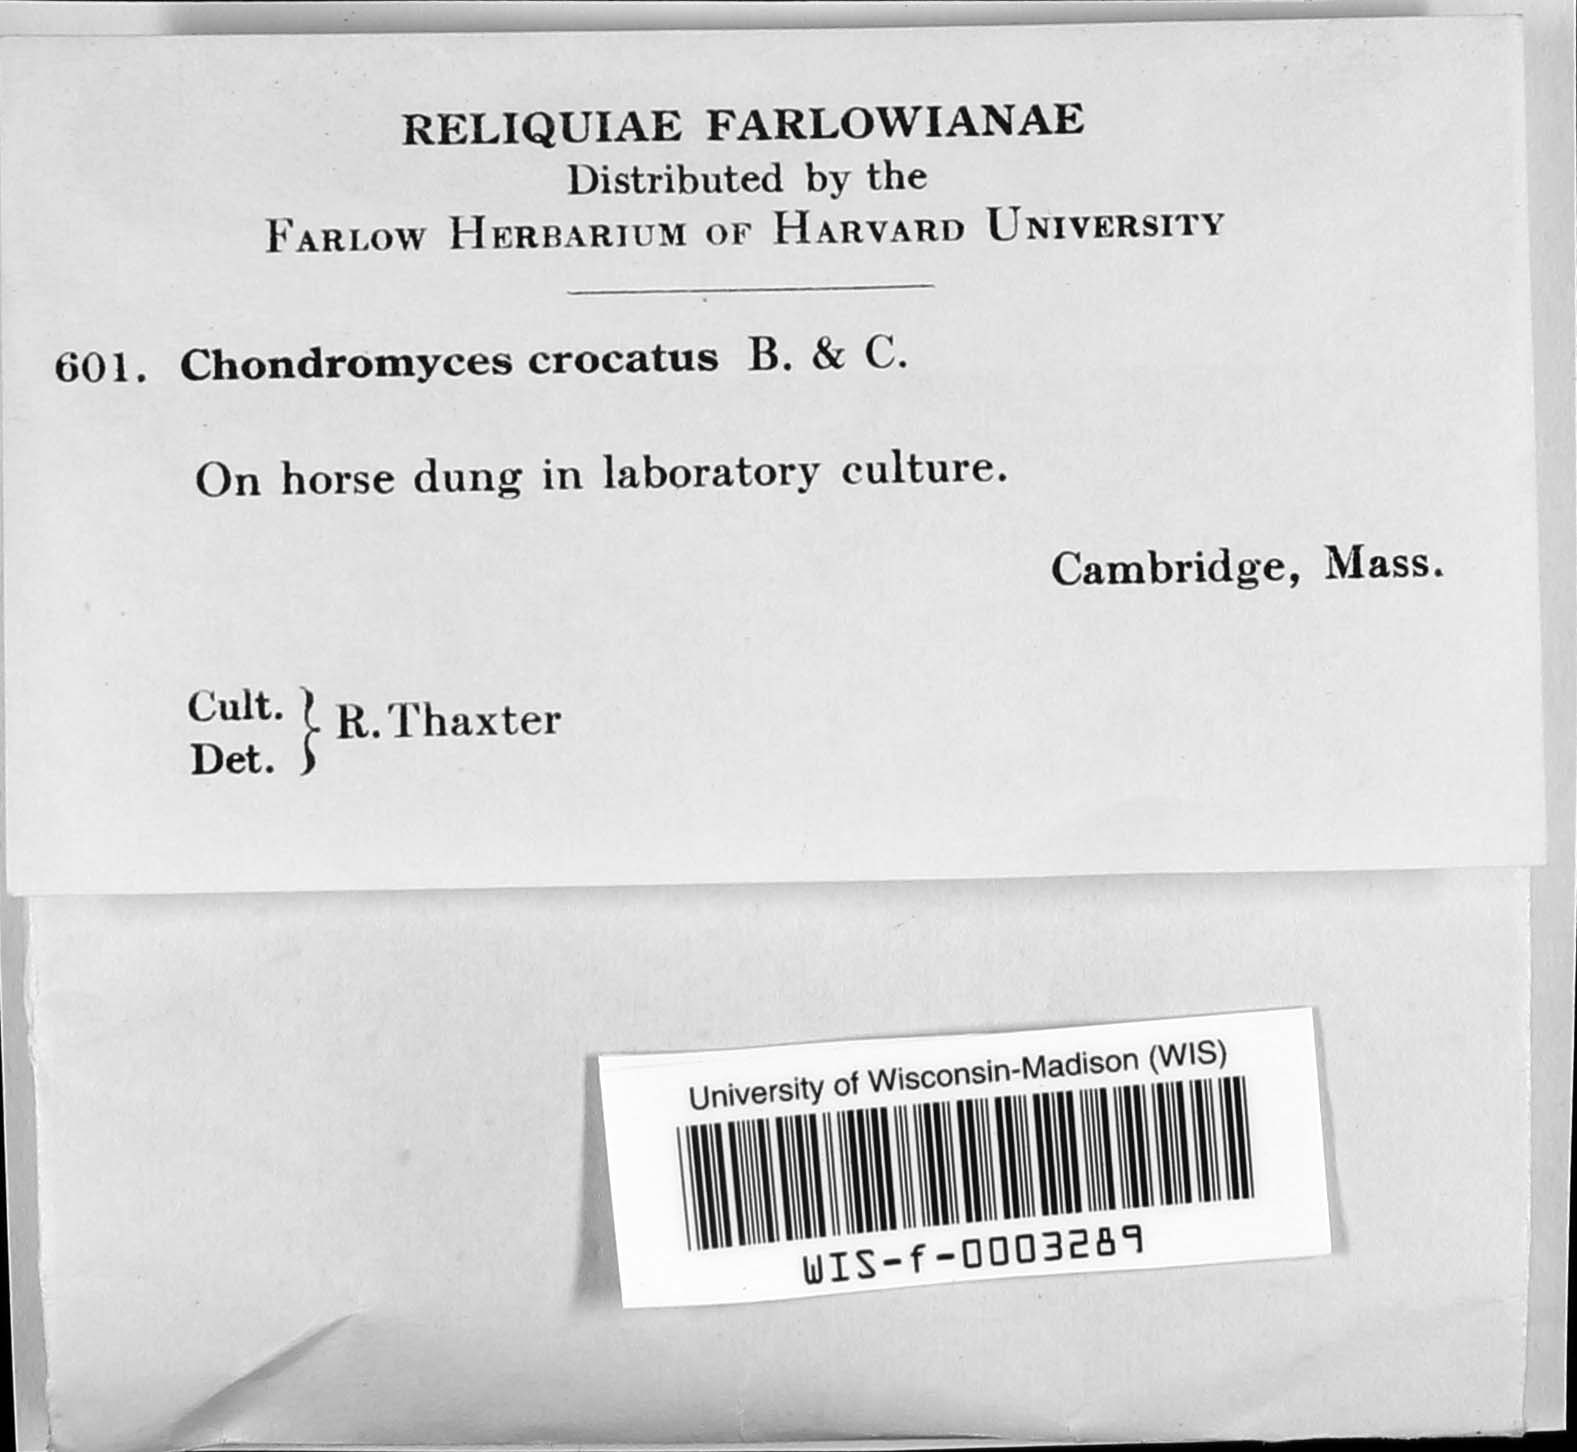 RELIQUIAE FARLOWIANAE
Distributed by the
FARLOW HERBARIUM OF HARVARD UNIVERSITY
601. Chondromyces crocatus B. & C.
On horse dung in laboratory culture.
Cambridge, Mass.
Cult. } R. Thaxter
Det.
University of Wisconsin-Madison (WIS)
WIS-f-0003289